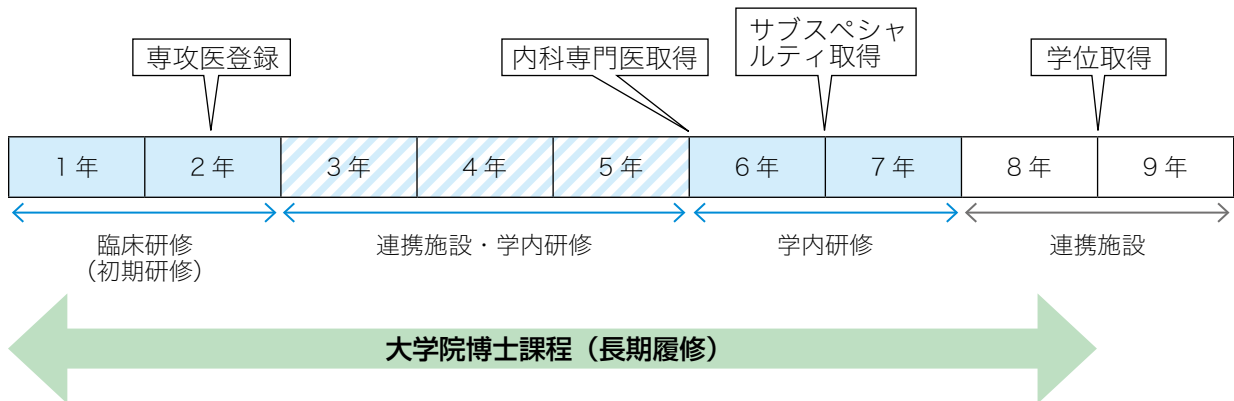 専攻医登録
内科専門医取得
サブスペシャ
ルティ取得
学位取得
1年
2年
3年
4年
5年
6年
7年
8年
9年
臨床研修
（初期研修）
連携施設・学内研修
学内研修
連携施設
大学院博士課程（長期履修）